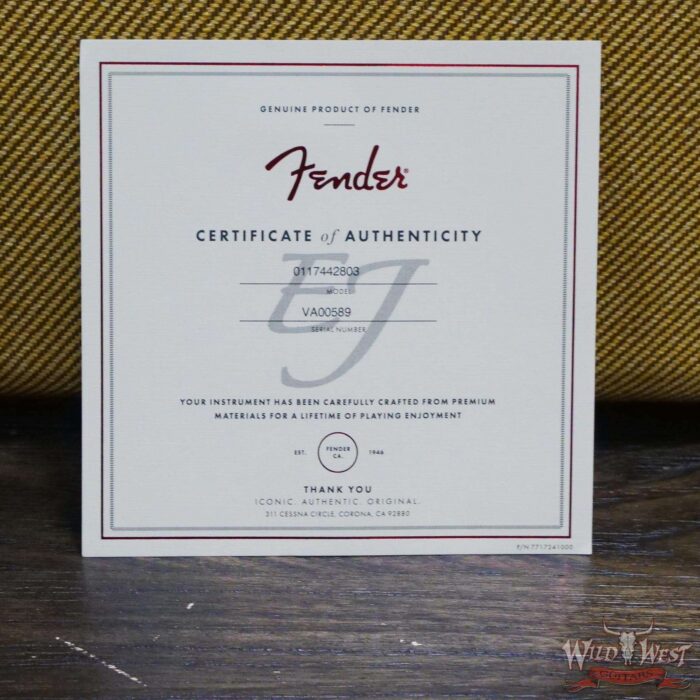 GENUINE PRODUCT OF FENDER
Fender®
CERTIFICATE of AUTHENTICITY
EJ
0117442803
MODEL
VA00589
SERIAL NUMBER
YOUR INSTRUMENT HAS BEEN CAREFULLY CRAFTED FROM PREMIUM
MATERIALS FOR A LIFETIME OF PLAYING ENJOYMENT
EST. FENDER CA. 1946
THANK YOU
ICONIC. AUTHENTIC. ORIGINAL.
311 CESSNA CIRCLE, CORONA, CA 92880
P/N 7717241000
WILD WEST
GUITARS